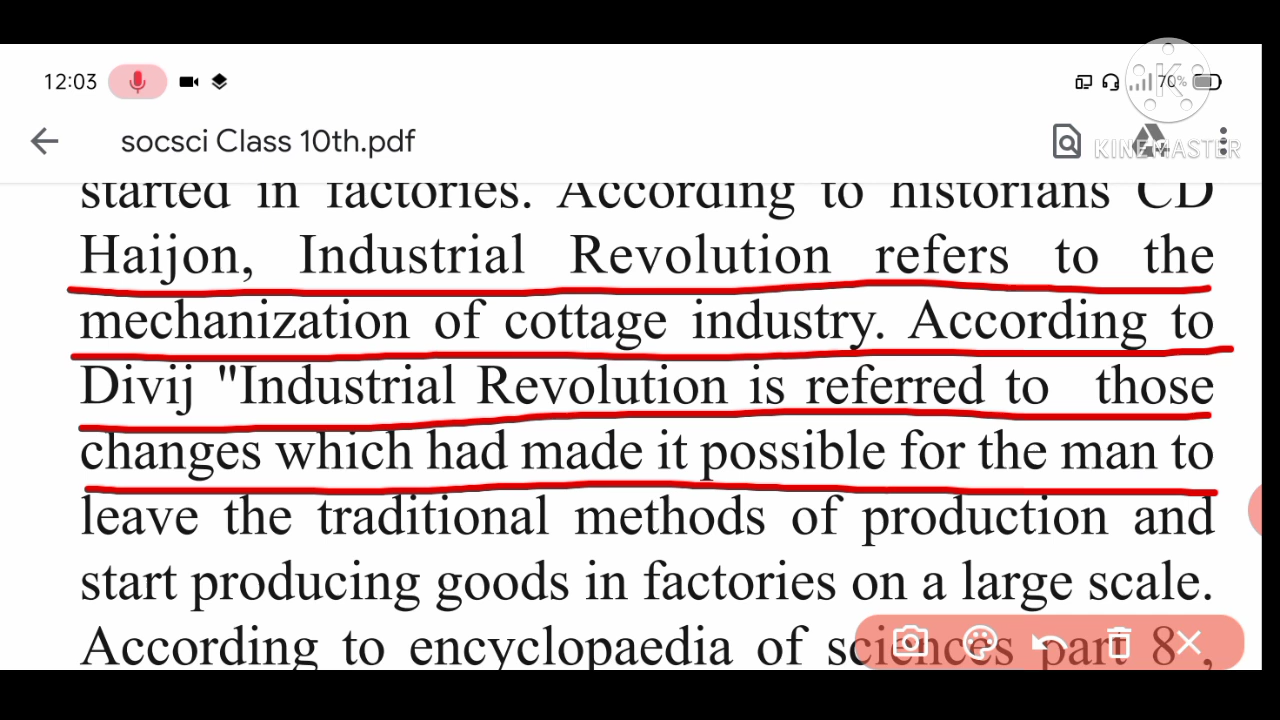 12:03
70%
socsci Class 10th.pdf
KINEMASTER
started in factories. According to historians CD
Haijon, Industrial Revolution refers to the
mechanization of cottage industry. According to
Divij "Industrial Revolution is referred to those
changes which had made it possible for the man to
leave the traditional methods of production and
start producing goods in factories on a large scale.
According to encyclopaedia of sciences part 8 ,